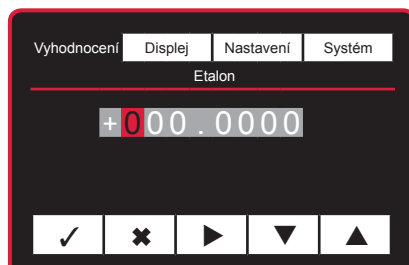 Vyhodnocení Displej Nastavení Systém
Etalon
+000.0000